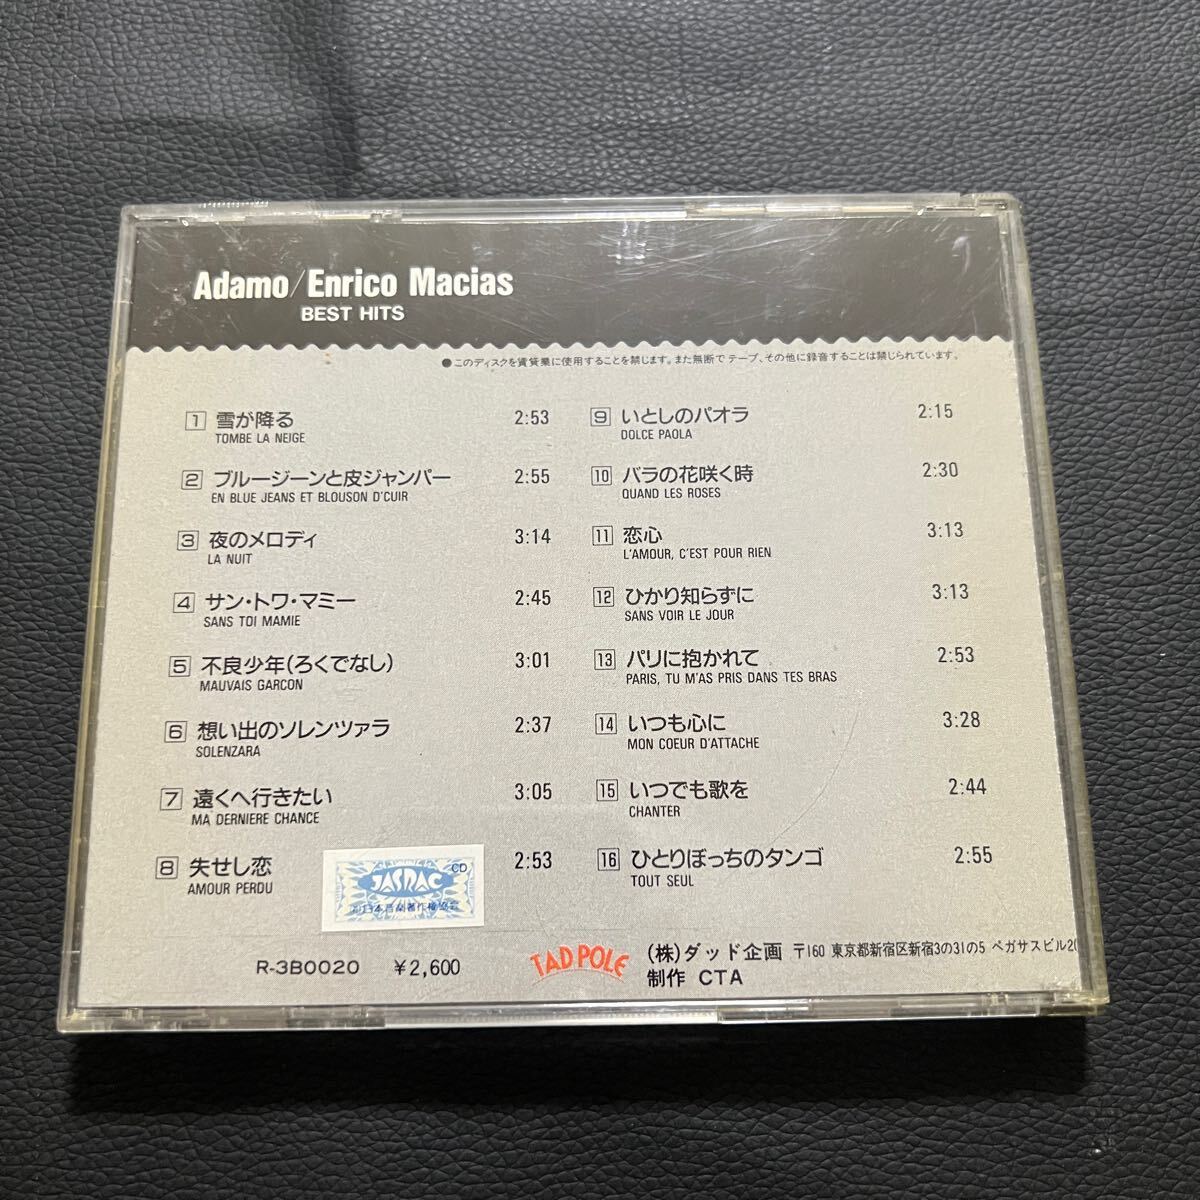 Adamo/Enrico Macias
BEST HITS
●このディスクを賃貸業に使用することを禁じます。また無断でテープ、その他に録音することは禁じられています。
1 雪が降る 2:53
TOMBE LA NEIGE
2 ブルージーンと皮ジャンパー 2:55
EN BLUE JEANS ET BLOUSON D'CUIR
3 夜のメロディ 3:14
LA NUIT
4 サン・トワ・マミー 2:45
SANS TOI MAMIE
5 不良少年(ろくでなし) 3:01
MAUVAIS GARCON
6 想い出のソレンツァラ 2:37
SOLENZARA
7 遠くへ行きたい 3:05
MA DERNIERE CHANCE
8 失せし恋 2:53
AMOUR PERDU
9 いとしのパオラ 2:15
DOLCE PAOLA
10 バラの花咲く時 2:30
QUAND LES ROSES
11 恋心 3:13
L'AMOUR, C'EST POUR RIEN
12 ひかり知らずに 3:13
SANS VOIR LE JOUR
13 パリに抱かれて 2:53
PARIS, TU M'AS PRIS DANS TES BRAS
14 いつも心に 3:28
MON COEUR D'ATTACHE
15 いつでも歌を 2:44
CHANTER
16 ひとりぼっちのタンゴ 2:55
TOUT SEUL
JASRAC CD
日本音楽著作権協会
R-3B0020 ¥2,600
TAD POLE
(株)ダッド企画 〒160 東京都新宿区新宿3の31の5 ペガサスビル20
制作 CTA